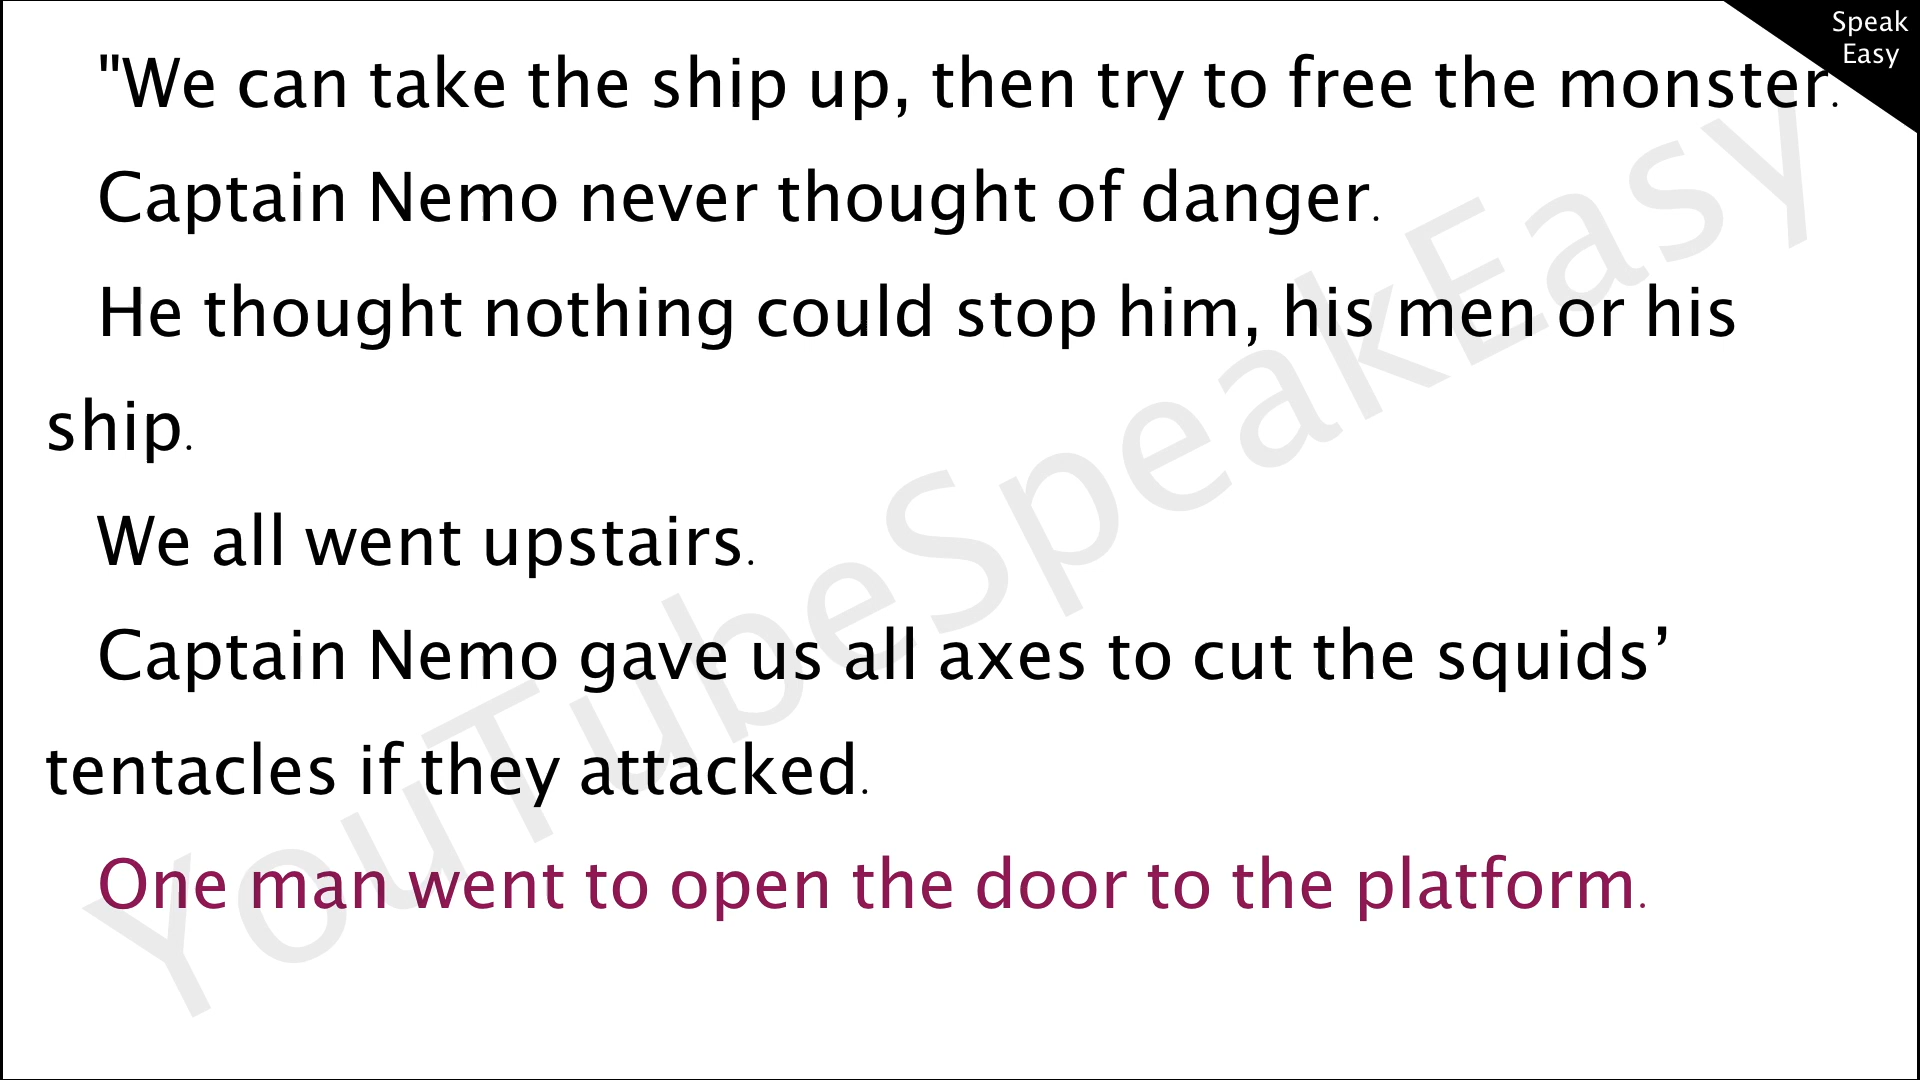 "We can take the ship up, then try to free the monster.
Captain Nemo never thought of danger.
He thought nothing could stop him, his men or his
ship.
We all went upstairs.
Captain Nemo gave us all axes to cut the squids’
tentacles if they attacked.
One man went to open the door to the platform.
Speak
Easy
YouTubeSpeakEasy